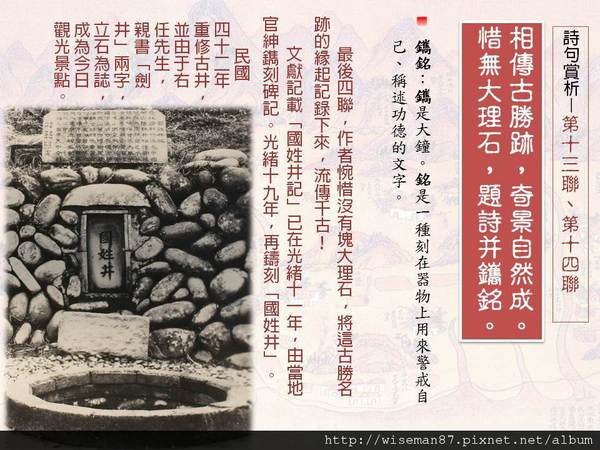 詩句賞析—第十三聯、第十四聯
相傳古勝跡，奇景自然成。
惜無大理石，題詩并鐫銘。
鐫銘：鐫是大鐘。銘是一種刻在器物上用來警戒自
己、稱述功德的文字。
最後四聯，作者惋惜沒有塊大理石，將這古勝名
跡的緣起記錄下來，流傳千古！
文獻記載「國姓井記」已在光緒十一年，由當地
官紳鐫刻碑記。光緒十九年，再鑄刻「國姓井」。
民國
四十二年
重修古井，
並由于右
任先生，
親書「劍
井」兩字，
立石為誌，
成為今日
觀光景點。
國姓井
http://wiseman87.pixnet.net/album